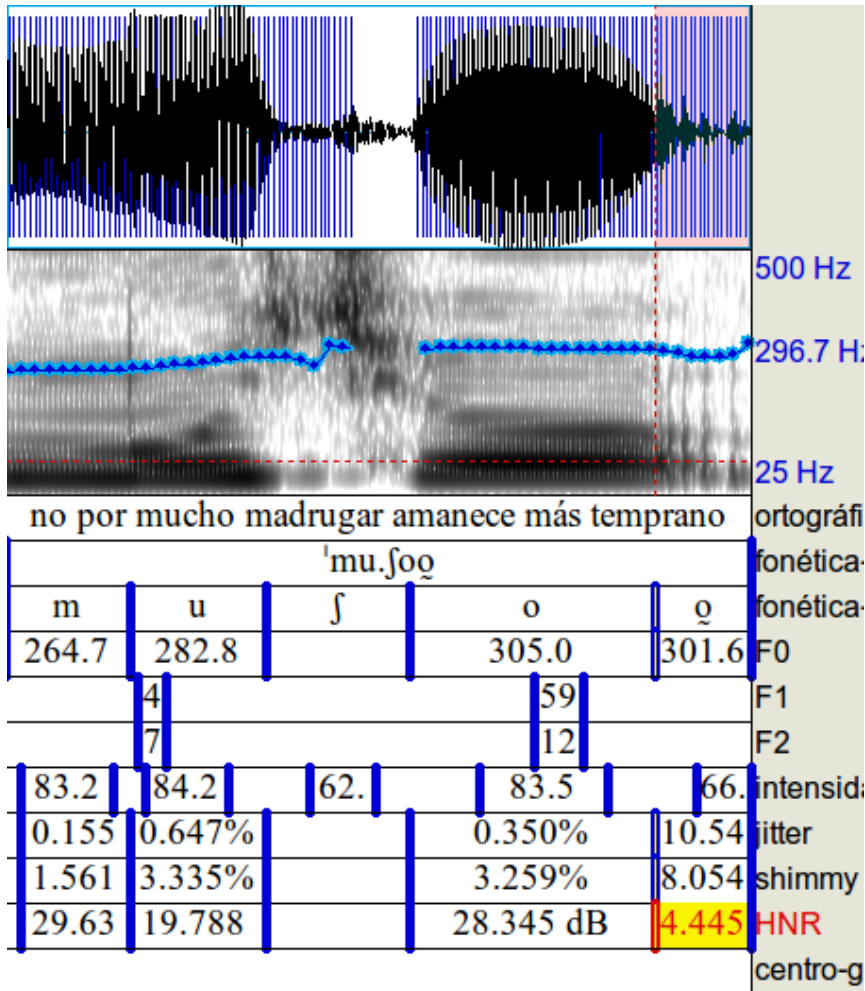 500 Hz
296.7 Hz
25 Hz
no por mucho madrugar amanece más temprano ortográfi
ˈmu.ʃoo̰ fonética-
m u ʃ o o̰ fonética-
264.7 282.8 305.0 301.6 F0
4 59 F1
7 12 F2
83.2 84.2 62. 83.5 66. intensida
0.155 0.647% 0.350% 10.54 jitter
1.561 3.335% 3.259% 8.054 shimmy
29.63 19.788 28.345 dB 4.445 HNR
centro-g